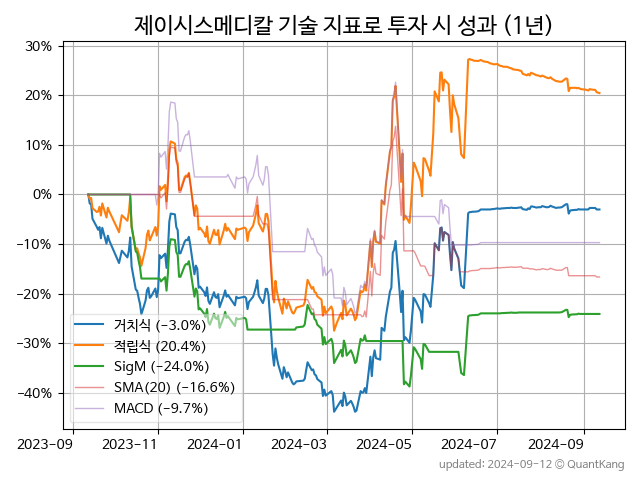 제이시스메디칼 기술 지표로 투자 시 성과 (1년)
30%
20%
10%
0%
−10%
−20%
−30%
−40%
거치식 (−3.0%)
적립식 (20.4%)
SigM (−24.0%)
SMA(20) (−16.6%)
MACD (−9.7%)
2023-09 2023-11 2024-01 2024-03 2024-05 2024-07 2024-09
updated: 2024-09-12 © QuantKang